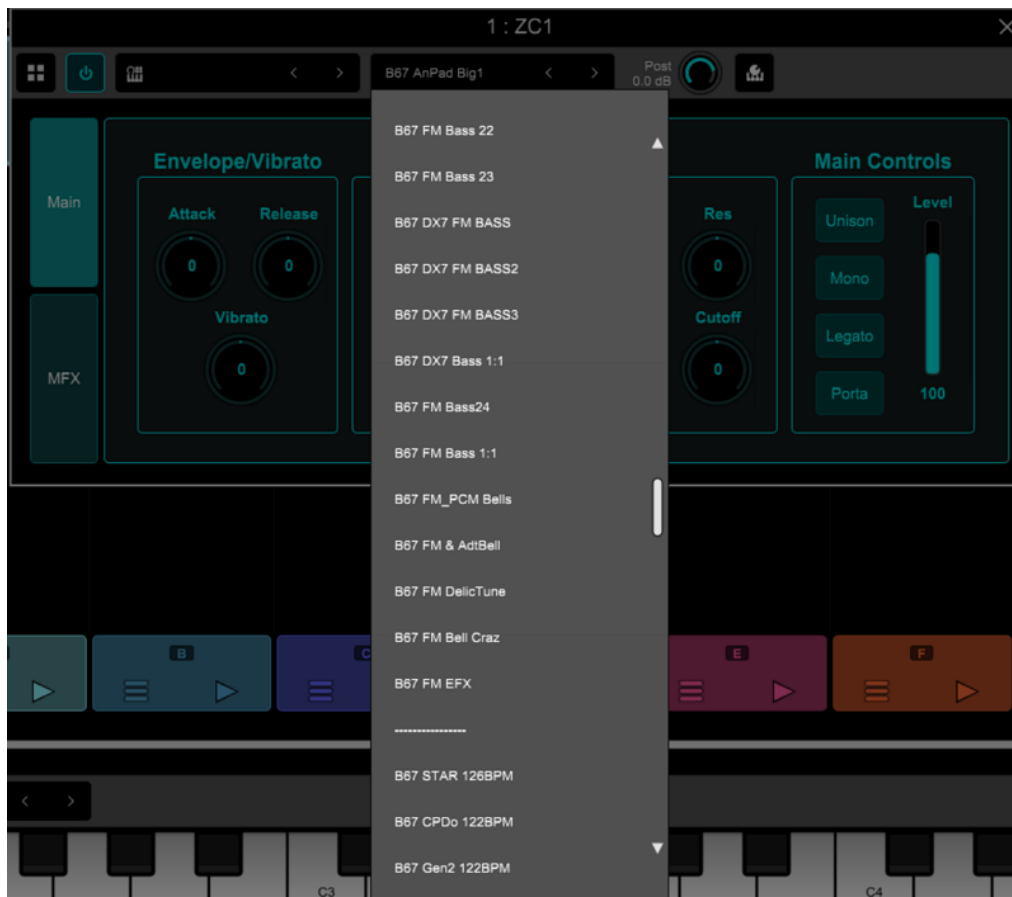 1 : ZC1
B67 AnPad Big1
Post
0.0 dB
Main
MFX
Envelope/Vibrato
Attack
Release
0
0
Vibrato
0
B67 FM Bass 22
B67 FM Bass 23
B67 DX7 FM BASS
B67 DX7 FM BASS2
B67 DX7 FM BASS3
B67 DX7 Bass 1:1
B67 FM Bass24
B67 FM Bass 1:1
B67 FM_PCM Bells
B67 FM & AdtBell
B67 FM DelicTune
B67 FM Bell Craz
B67 FM EFX
----------------
B67 STAR 126BPM
B67 CPDo 122BPM
B67 Gen2 122BPM
Res
0
Cutoff
0
Main Controls
Unison
Mono
Legato
Porta
Level
100
B
C
E
F
C3
C4